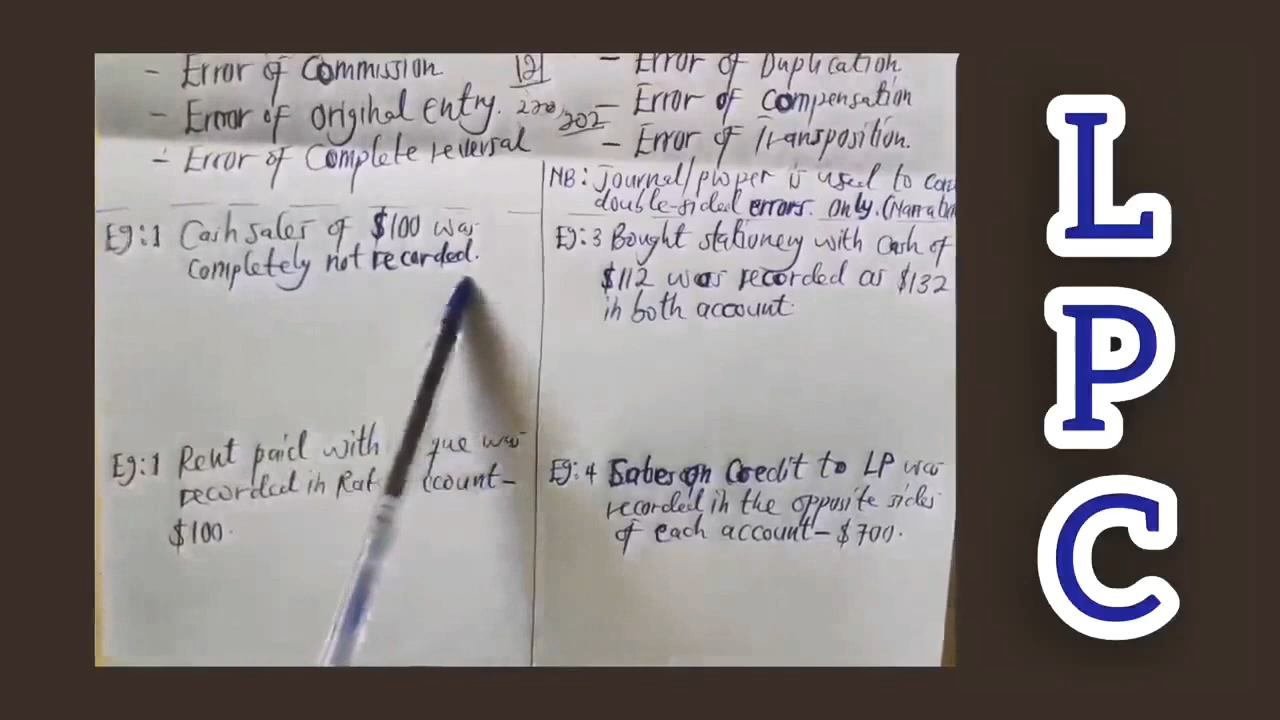 - Error of Commission
- Error of Original entry.
- Error of Complete reversal
121
220, 202
- Error of Duplication
- Error of Compensation
- Error of Transposition.
NB: Journal/proper is used to
double-sided errors. Only.
Eg:1 Cash sales of $100 was
completely not recorded.
Eg:1 Rent paid with
recorded in
$100.
Eg:3 Bought stationery with cash of
$112 was recorded as $132
in both account.
Eg:4 on Credit to LP was
recorded in the opposite sides
of each account - $700.
L
P
C